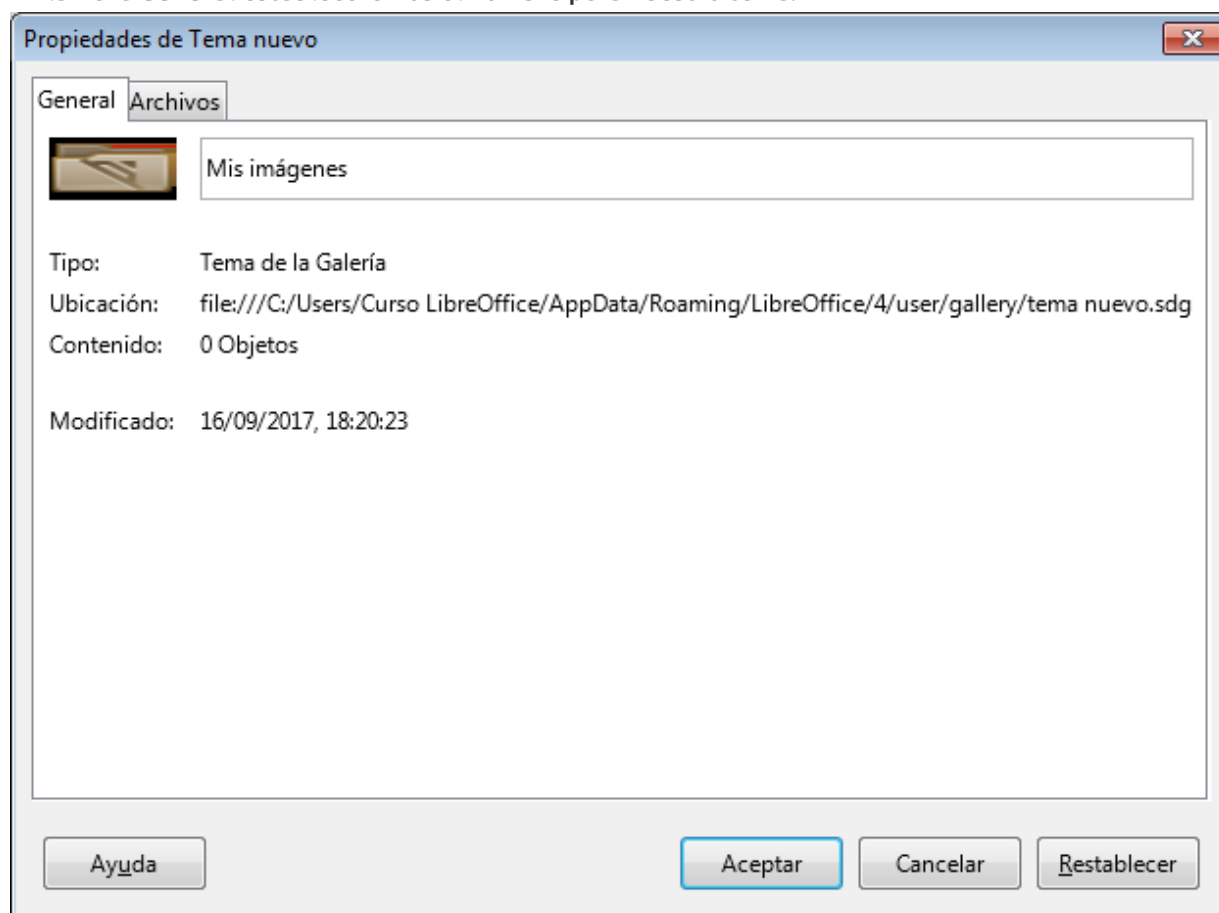 Propiedades de Tema nuevo
General Archivos
Mis imágenes
Tipo: Tema de la Galería
Ubicación: file:///C:/Users/Curso LibreOffice/AppData/Roaming/LibreOffice/4/user/gallery/tema nuevo.sdg
Contenido: 0 Objetos
Modificado: 16/09/2017, 18:20:23
Ayuda Aceptar Cancelar Restablecer